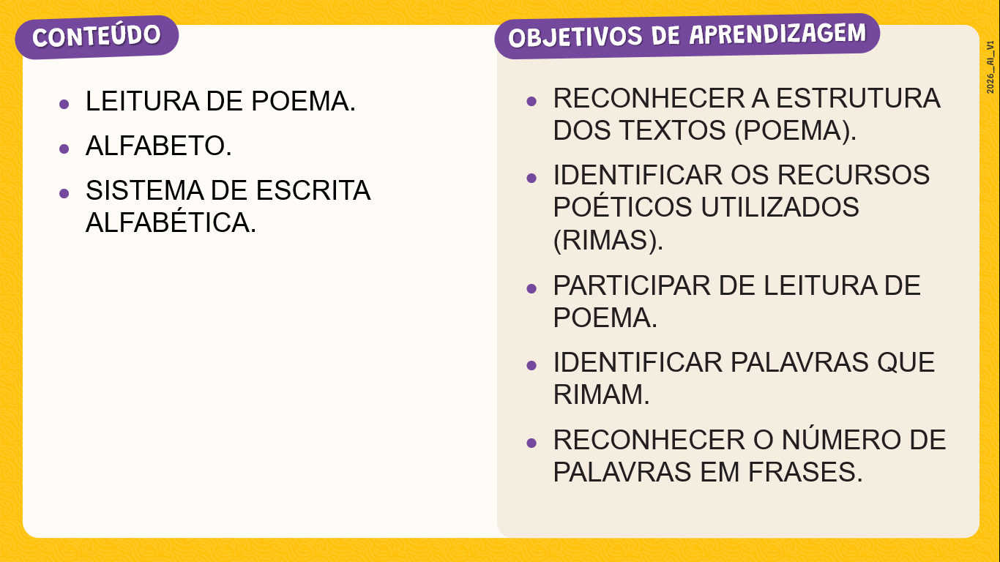 CONTEÚDO
LEITURA DE POEMA.
ALFABETO.
SISTEMA DE ESCRITA
ALFABÉTICA.
OBJETIVOS DE APRENDIZAGEM
RECONHECER A ESTRUTURA
DOS TEXTOS (POEMA).
IDENTIFICAR OS RECURSOS
POÉTICOS UTILIZADOS
(RIMAS).
PARTICIPAR DE LEITURA DE
POEMA.
IDENTIFICAR PALAVRAS QUE
RIMAM.
RECONHECER O NÚMERO DE
PALAVRAS EM FRASES.
2026_AI_V1